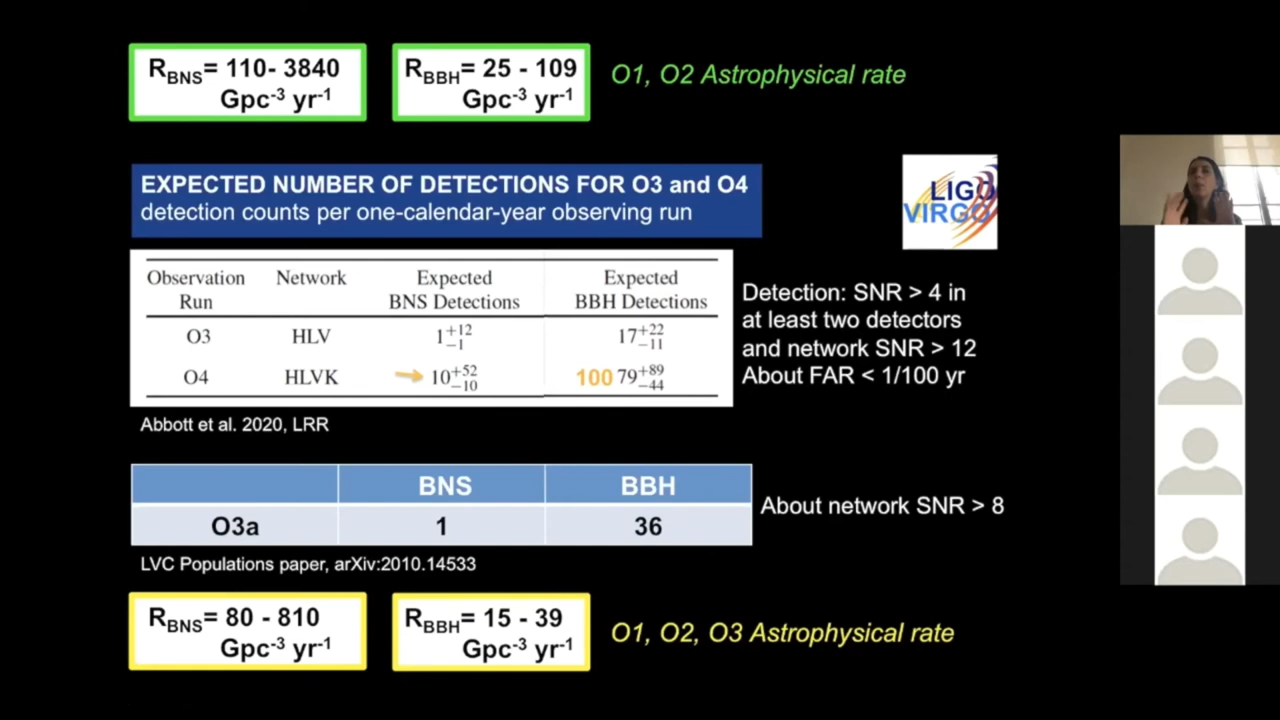 R_BNS= 110- 3840
Gpc⁻³ yr⁻¹
R_BBH= 25 - 109
Gpc⁻³ yr⁻¹
O1, O2 Astrophysical rate
EXPECTED NUMBER OF DETECTIONS FOR O3 and O4
detection counts per one-calendar-year observing run
LIGO
VIRGO
Observation Network Expected Expected
Run BNS Detections BBH Detections
O3 HLV 1+12−1 17+22−11
O4 HLVK → 10+52−10 100 79+89−44
Detection: SNR > 4 in
at least two detectors
and network SNR > 12
About FAR < 1/100 yr
Abbott et al. 2020, LRR
BNS BBH
O3a 1 36
About network SNR > 8
LVC Populations paper, arXiv:2010.14533
R_BNS= 80 - 810
Gpc⁻³ yr⁻¹
R_BBH= 15 - 39
Gpc⁻³ yr⁻¹
O1, O2, O3 Astrophysical rate